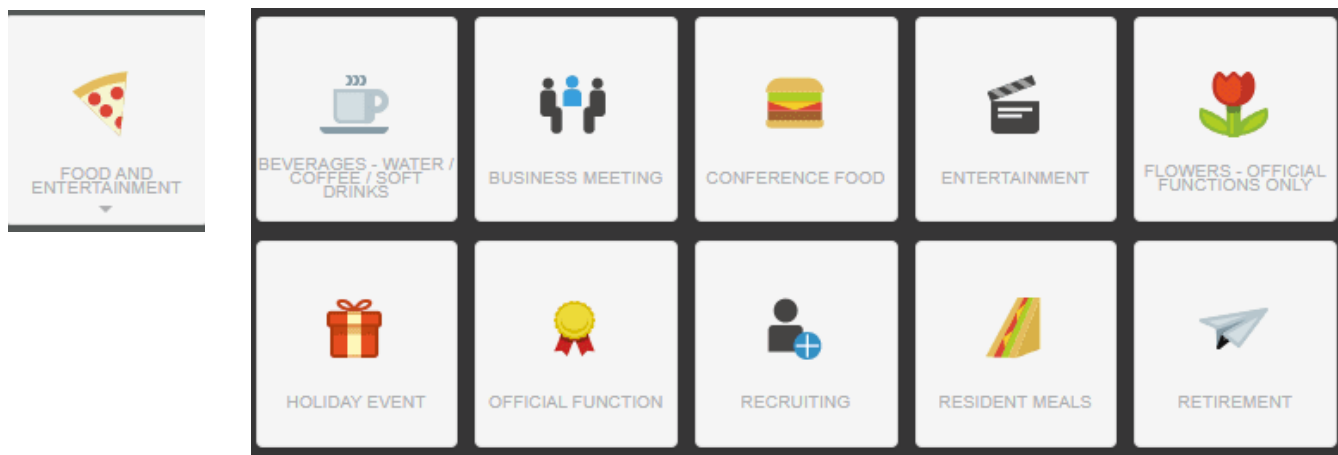 FOOD AND
ENTERTAINMENT
BEVERAGES - WATER /
COFFEE / SOFT
DRINKS
BUSINESS MEETING
CONFERENCE FOOD
ENTERTAINMENT
FLOWERS - OFFICIAL
FUNCTIONS ONLY
HOLIDAY EVENT
OFFICIAL FUNCTION
RECRUITING
RESIDENT MEALS
RETIREMENT